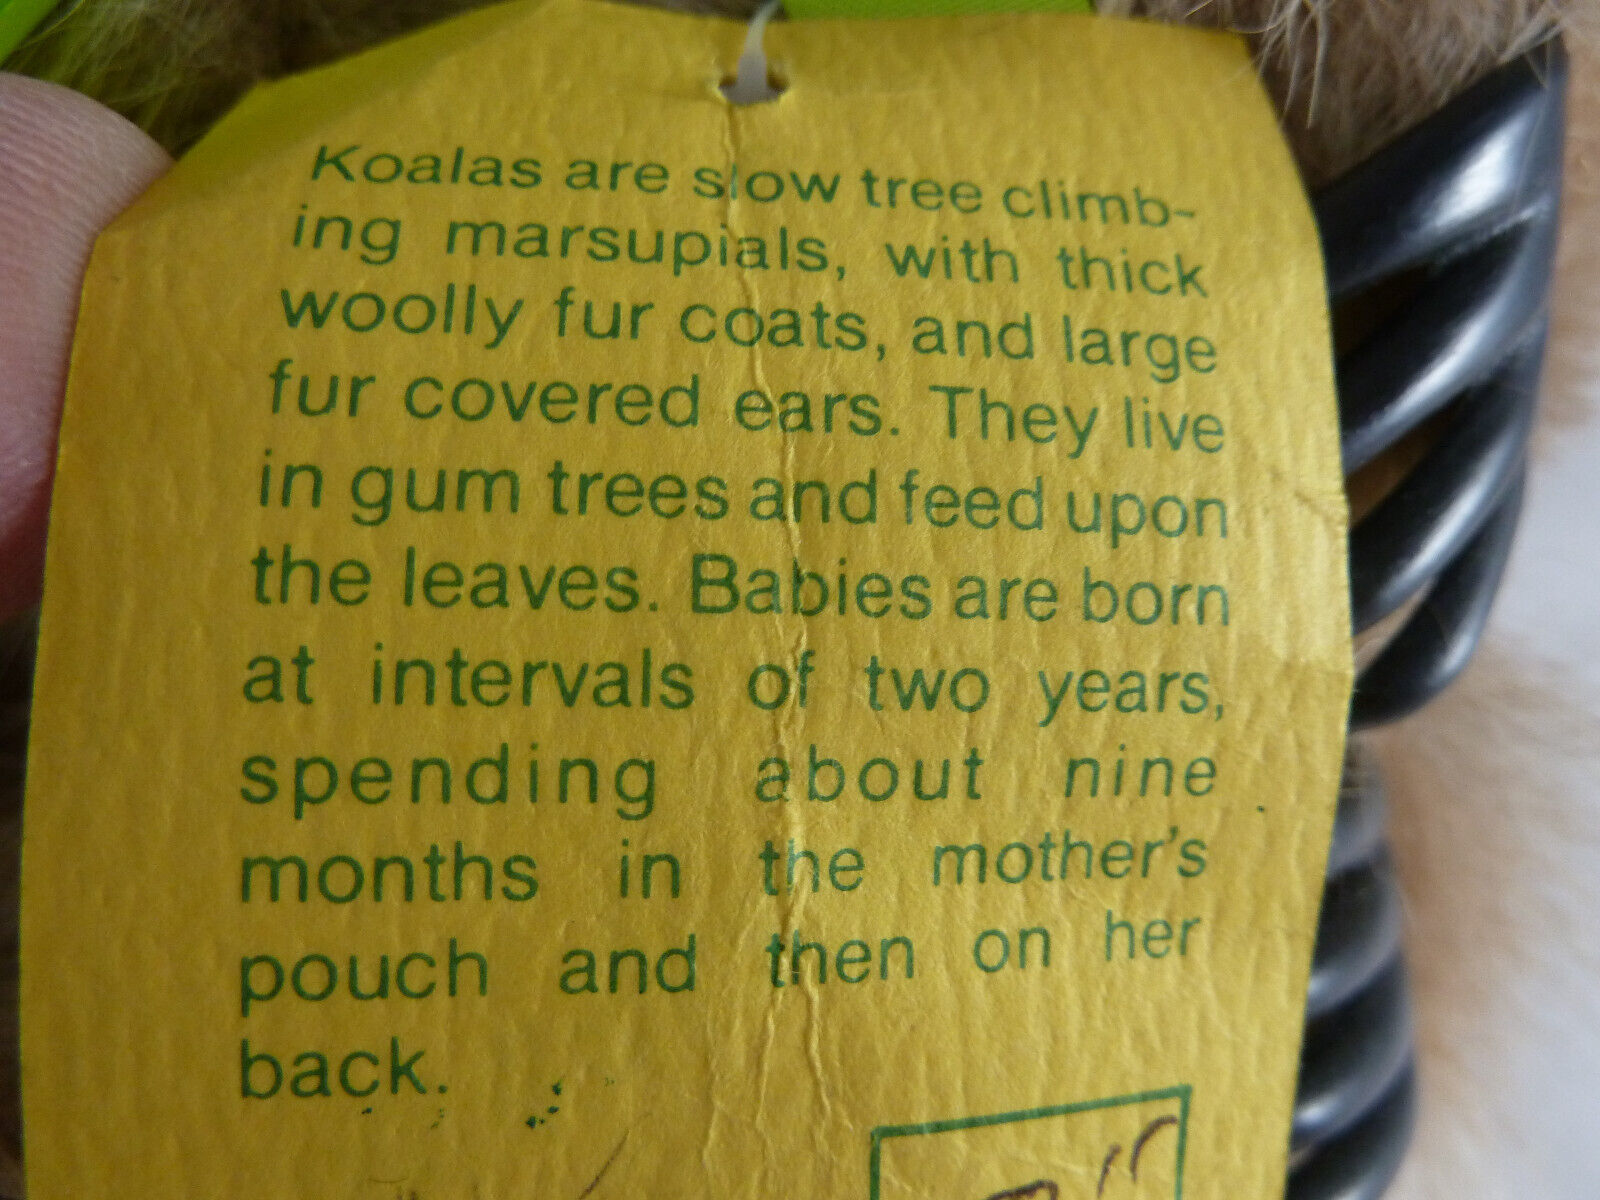 Koalas are slow tree climb-
ing marsupials, with thick
woolly fur coats, and large
fur covered ears. They live
in gum trees and feed upon
the leaves. Babies are born
at intervals of two years,
spending about nine
months in the mother's
pouch and then on her
back.